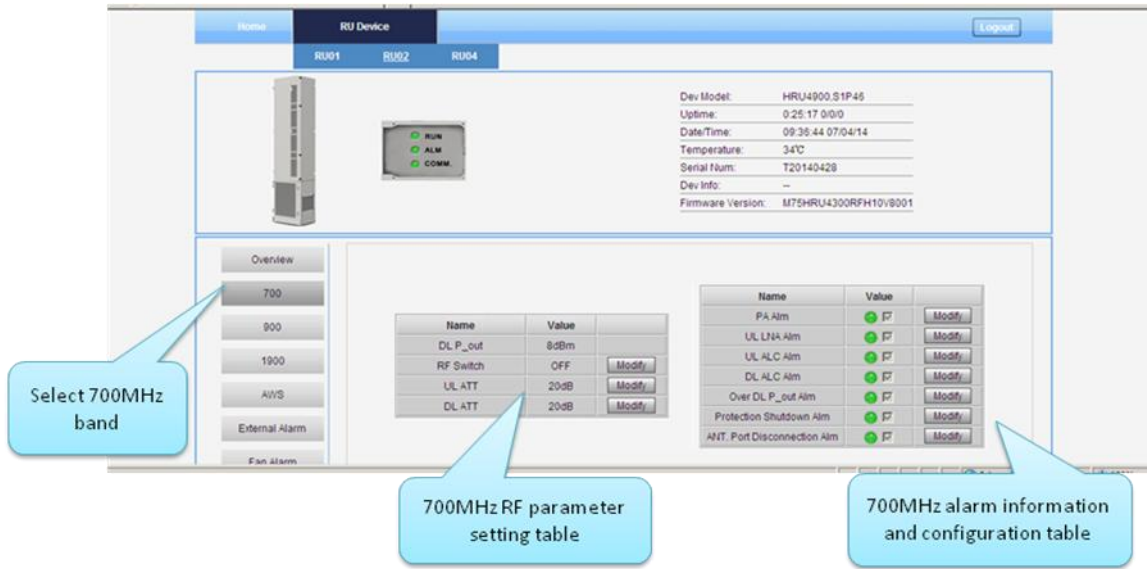 Home RU Device Logout
RU01 RU02 RU04
RUN
ALM
COMM.
Dev Model: HRU4900,S1P46
Uptime: 0:25:17 0/0/0
Date/Time: 09:36:44 07/04/14
Temperature: 34℃
Serial Num: T20140428
Dev Info: --
Firmware Version: M75HRU4300RFH10V8001
Overview
700
900
1900
AWS
External Alarm
Fan Alarm
Name Value
DL P_out 8dBm
RF Switch OFF Modify
UL ATT 20dB Modify
DL ATT 20dB Modify
Name Value
PA Alm Modify
UL LNA Alm Modify
UL ALC Alm Modify
DL ALC Alm Modify
Over DL P_out Alm Modify
Protection Shutdown Alm Modify
ANT. Port Disconnection Alm Modify
Select 700MHz
band
700MHz RF parameter
setting table
700MHz alarm information
and configuration table